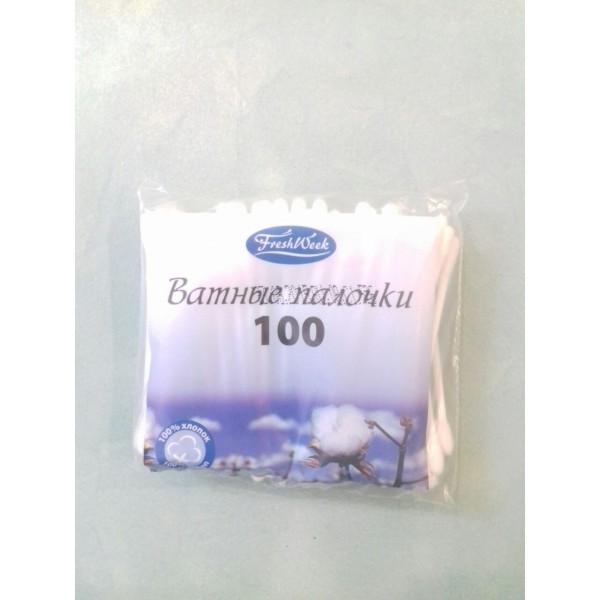 FreshWeek
Ватные палочки
100
100% хлопок